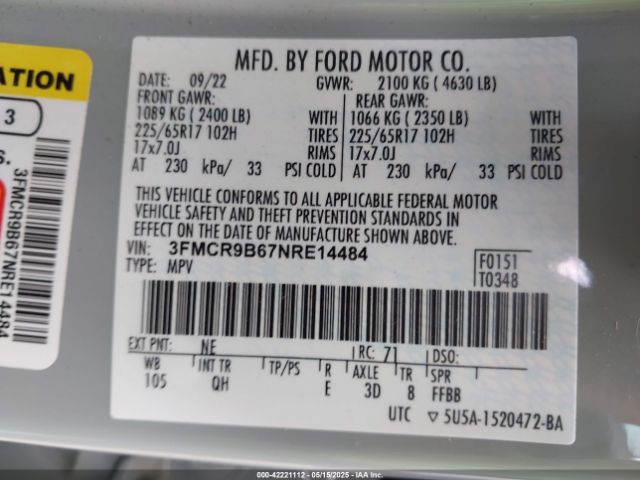 ATION
3
S.
3FMCR9B67NRE14484
MFD. BY FORD MOTOR CO.
DATE: 09/22 GVWR: 2100 KG ( 4630 LB)
FRONT GAWR: REAR GAWR:
1089 KG ( 2400 LB) WITH 1066 KG ( 2350 LB) WITH
225/65R17 102H TIRES 225/65R17 102H TIRES
17x7.0J RIMS 17x7.0J RIMS
AT 230 kPa/ 33 PSI COLD AT 230 kPa/ 33 PSI COLD
THIS VEHICLE CONFORMS TO ALL APPLICABLE FEDERAL MOTOR
VEHICLE SAFETY AND THEFT PREVENTION STANDARDS IN
EFFECT ON THE DATE OF MANUFACTURE SHOWN ABOVE.
VIN: 3FMCR9B67NRE14484
TYPE: MPV
F0151
T0348
EXT PNT: NE RC: 71 DSO:
WB INT TR TP/PS R AXLE TR SPR
105 QH E 3D 8 FFBB
UTC ▽ 5U5A-1520472-BA
000-42221112 - 05/15/2025 - IAAI.COM